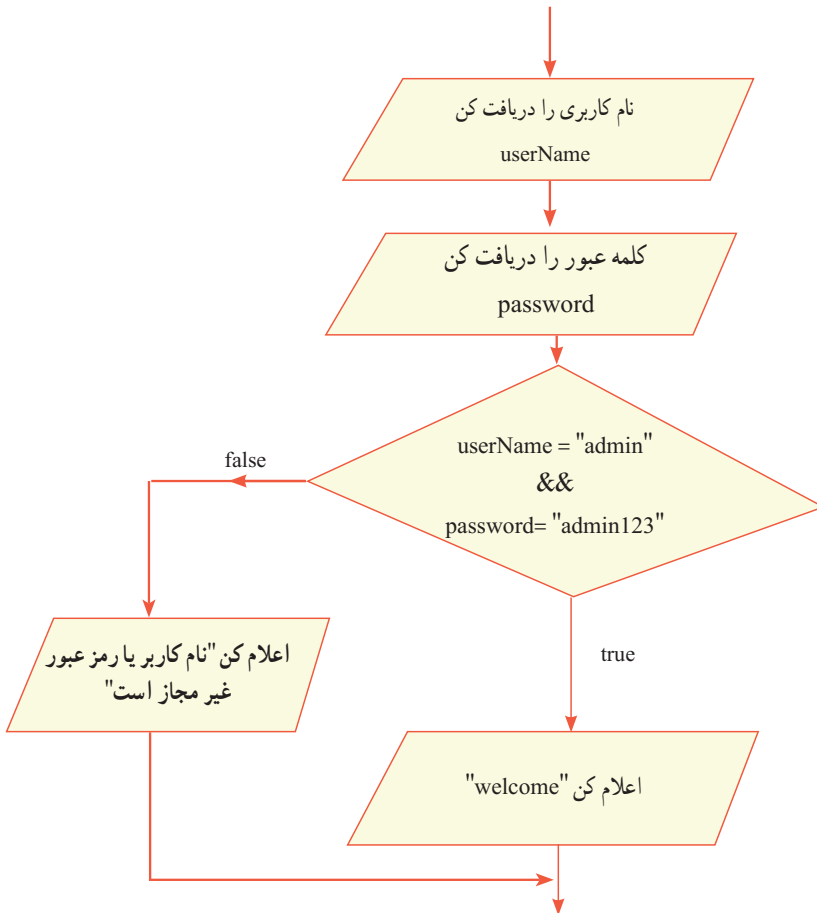 نام کاربری را دریافت کن
userName
کلمه عبور را دریافت کن
password
userName = "admin"
&&
password= "admin123"
false
true
اعلام کن"نام کاربر یا رمز عبور
غیر مجاز است"
اعلام کن "welcome"